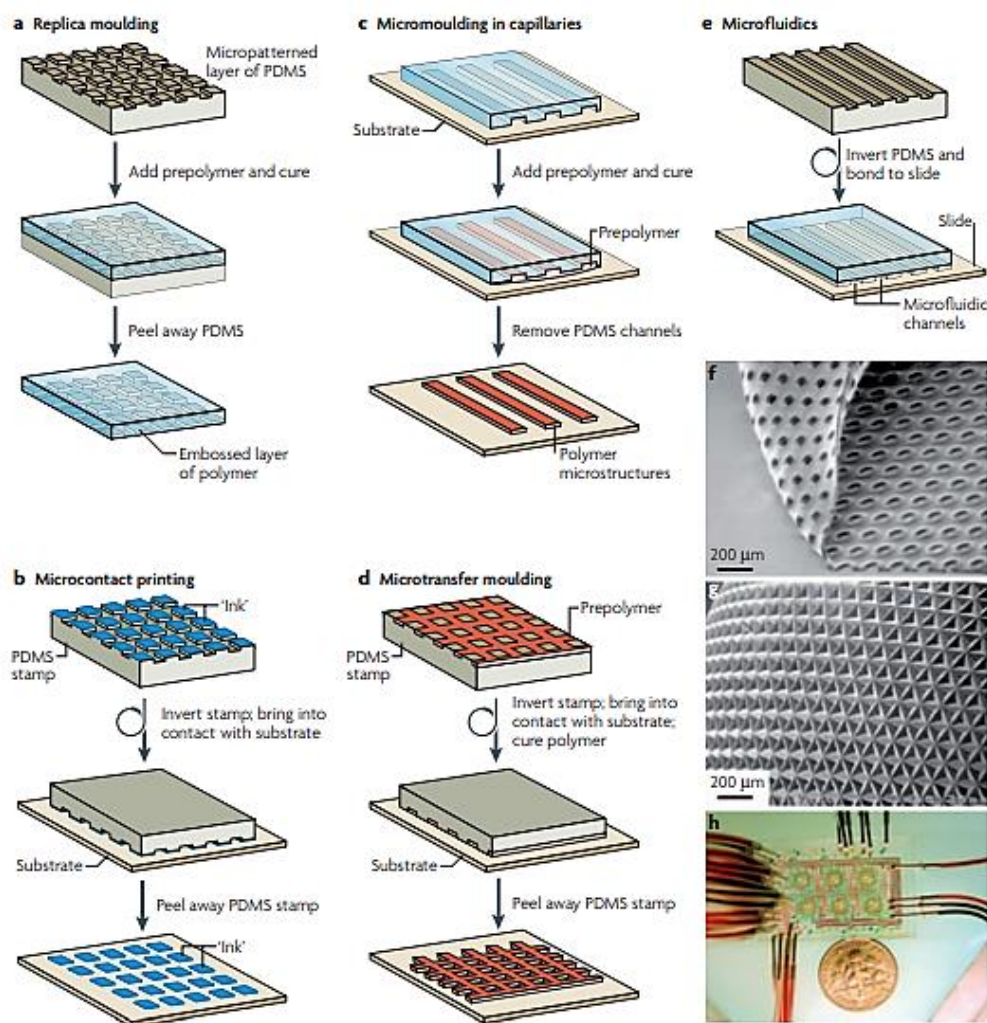 a Replica moulding
Micropatterned
layer of PDMS
Add prepolymer and cure
Peel away PDMS
Embossed layer
of polymer
b Microcontact printing
'Ink'
PDMS
stamp
Invert stamp; bring into
contact with substrate
Substrate
Peel away PDMS stamp
'Ink'
c Micromoulding in capillaries
Substrate
Add prepolymer and cure
Prepolymer
Remove PDMS channels
Polymer
microstructures
d Microtransfer moulding
Prepolymer
PDMS
stamp
Invert stamp; bring into
contact with substrate;
cure polymer
Substrate
Peel away PDMS stamp
e Microfluidics
Invert PDMS and
bond to slide
Slide
Microfluidic
channels
f
200 μm
g
200 μm
h